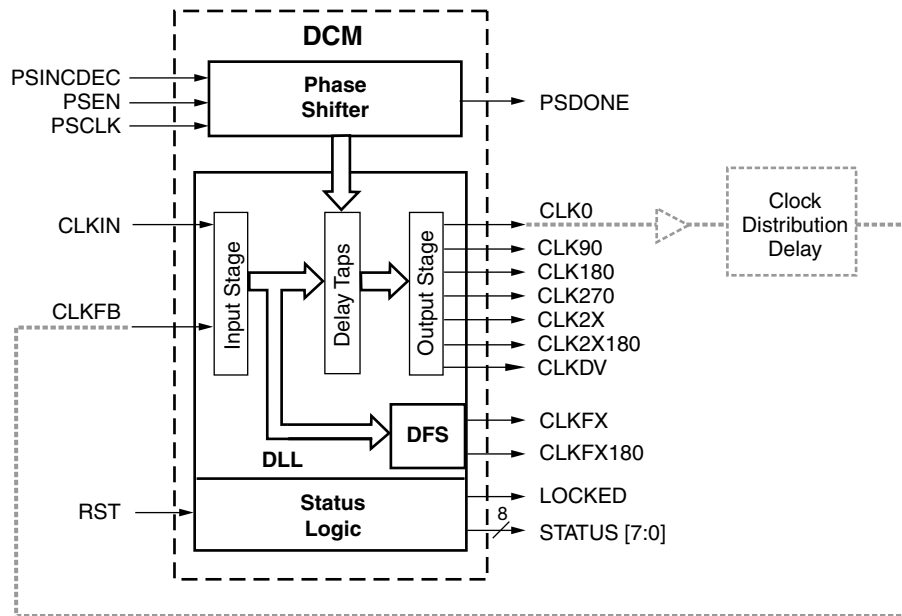 DCM
PSINCDEC
PSEN
PSCLK
Phase
Shifter
PSDONE
CLKIN
CLKFB
Input Stage
Delay Taps
Output Stage
CLK0
CLK90
CLK180
CLK270
CLK2X
CLK2X180
CLKDV
Clock
Distribution
Delay
DFS
CLKFX
CLKFX180
DLL
RST
Status
Logic
LOCKED
8
STATUS [7:0]